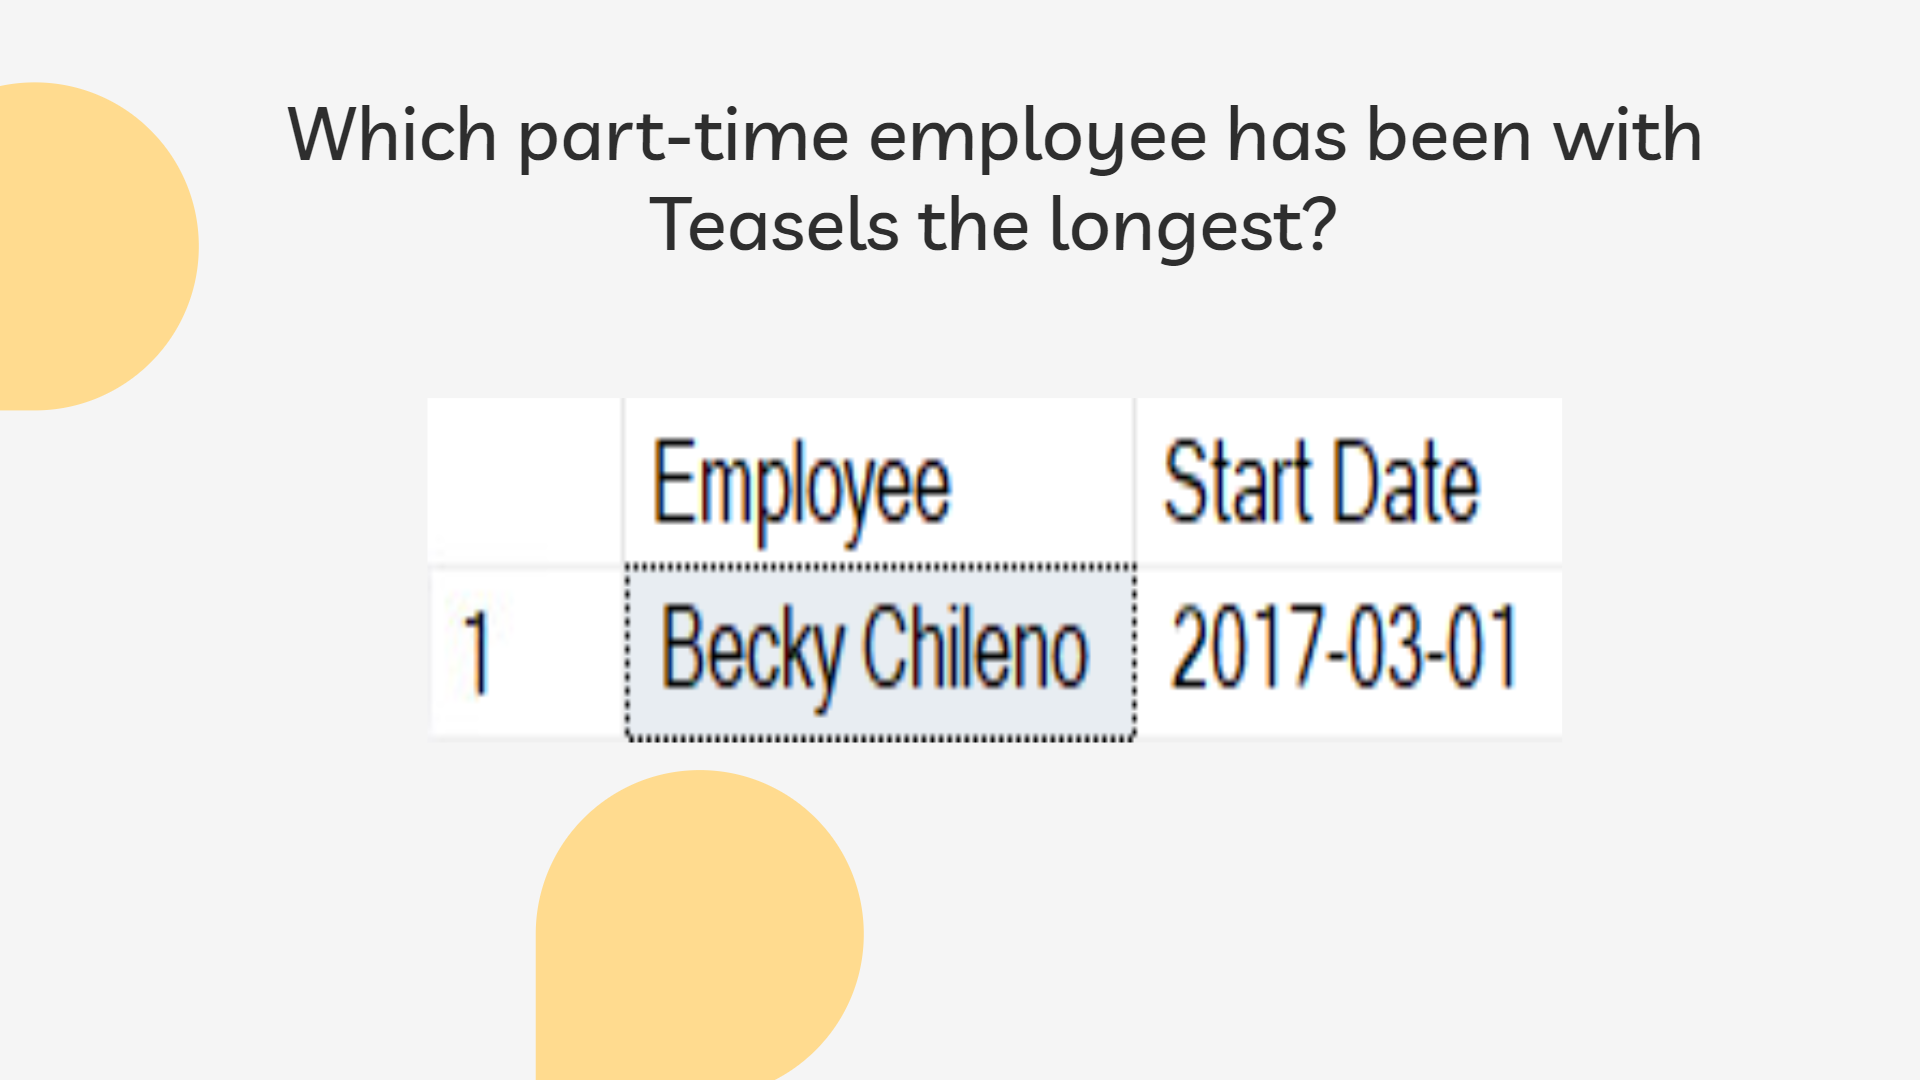 Which part-time employee has been with
Teasels the longest?
Employee Start Date
1 Becky Chileno 2017-03-01